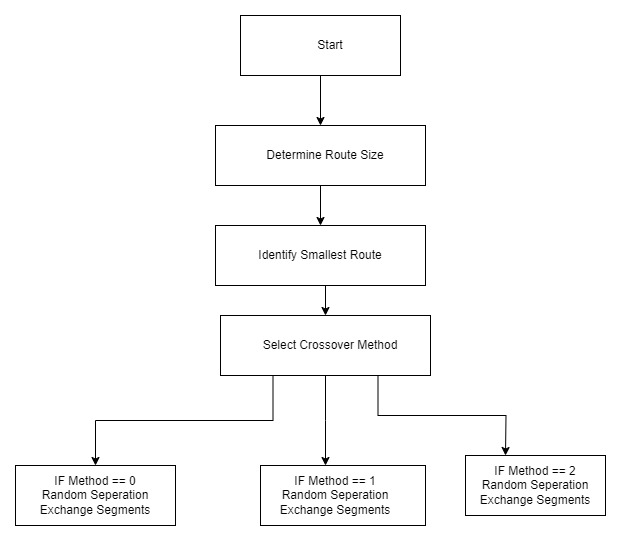 Start
Determine Route Size
Identify Smallest Route
Select Crossover Method
IF Method == 0
Random Seperation
Exchange Segments
IF Method == 1
Random Seperation
Exchange Segments
IF Method == 2
Random Seperation
Exchange Segments